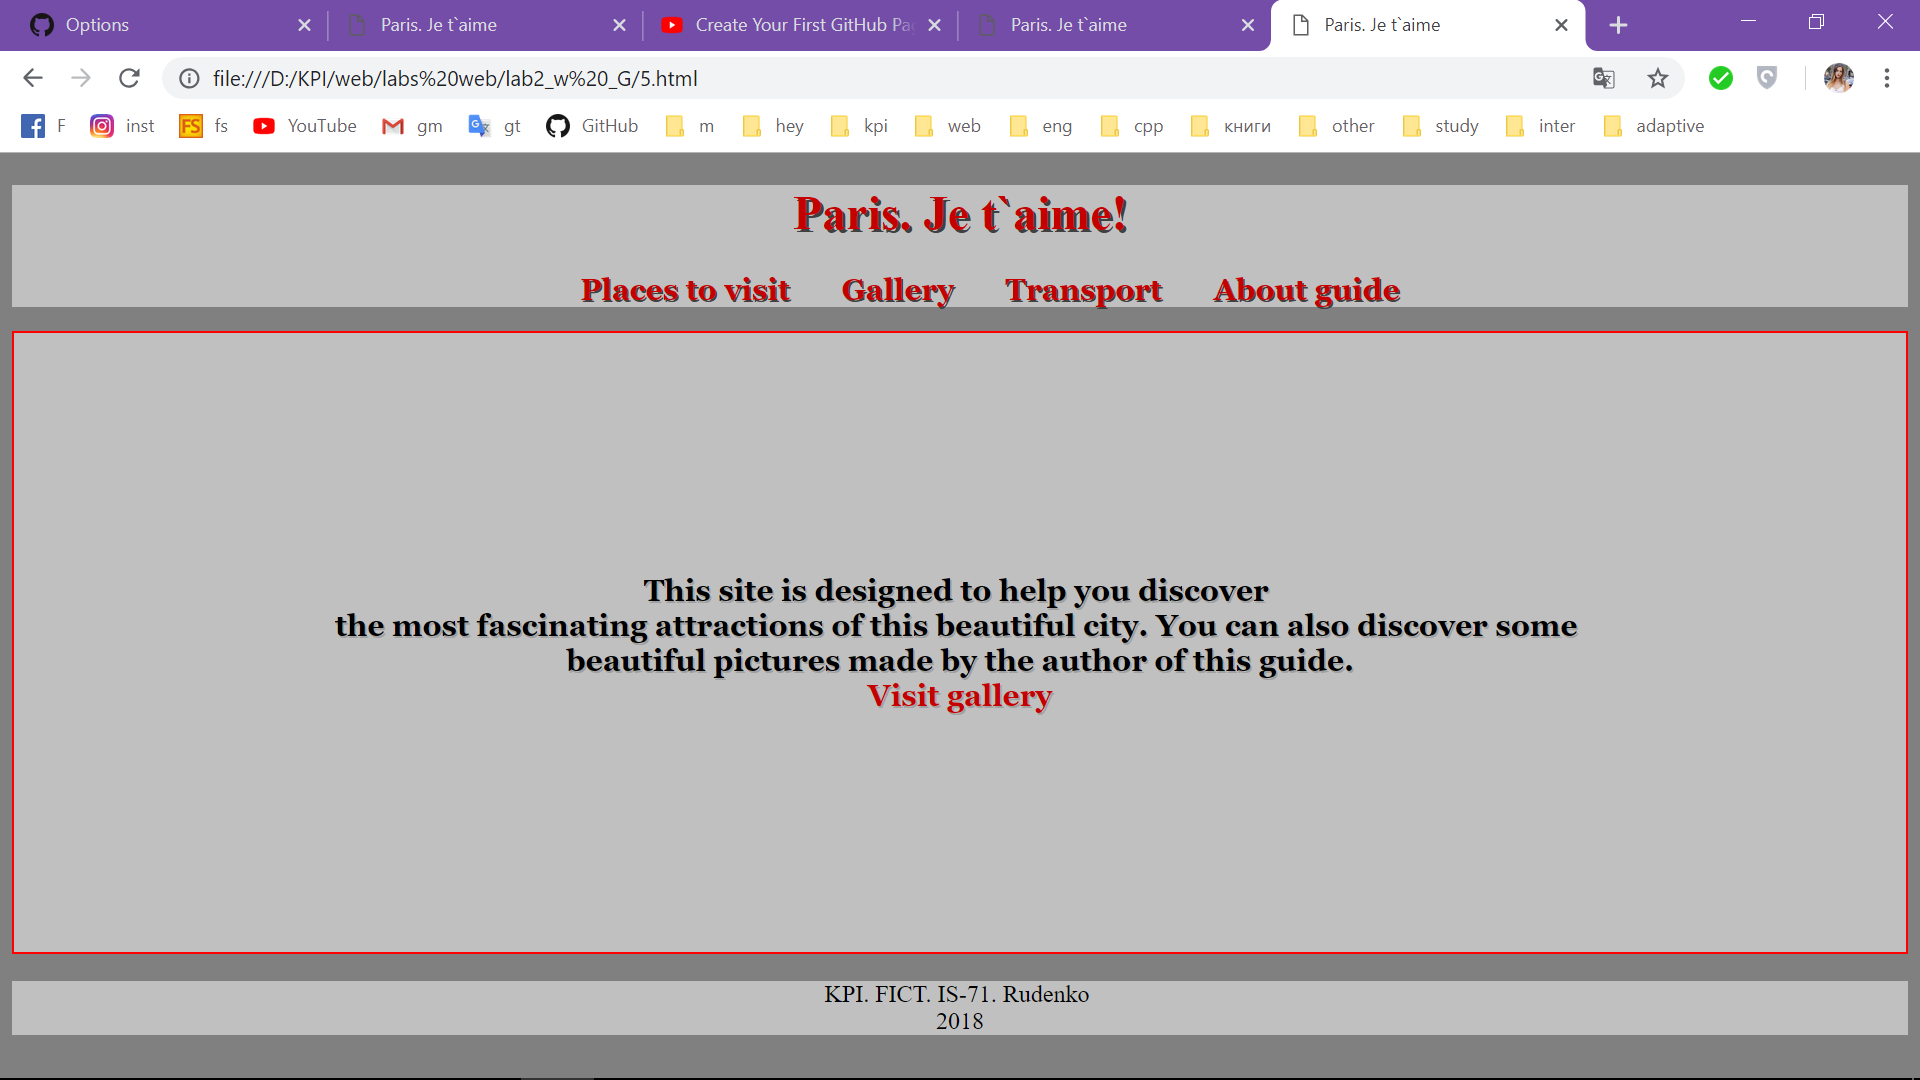 Options
Paris. Je t`aime
Create Your First GitHub Pa
Paris. Je t`aime
Paris. Je t`aime
file:///D:/KPI/web/labs%20web/lab2_w%20_G/5.html
F inst FS fs YouTube gm gt GitHub m hey kpi web eng cpp книги other study inter adaptive
Paris. Je t`aime!
Places to visit Gallery Transport About guide
This site is designed to help you discover
the most fascinating attractions of this beautiful city. You can also discover some
beautiful pictures made by the author of this guide.
Visit gallery
KPI. FICT. IS-71. Rudenko
2018